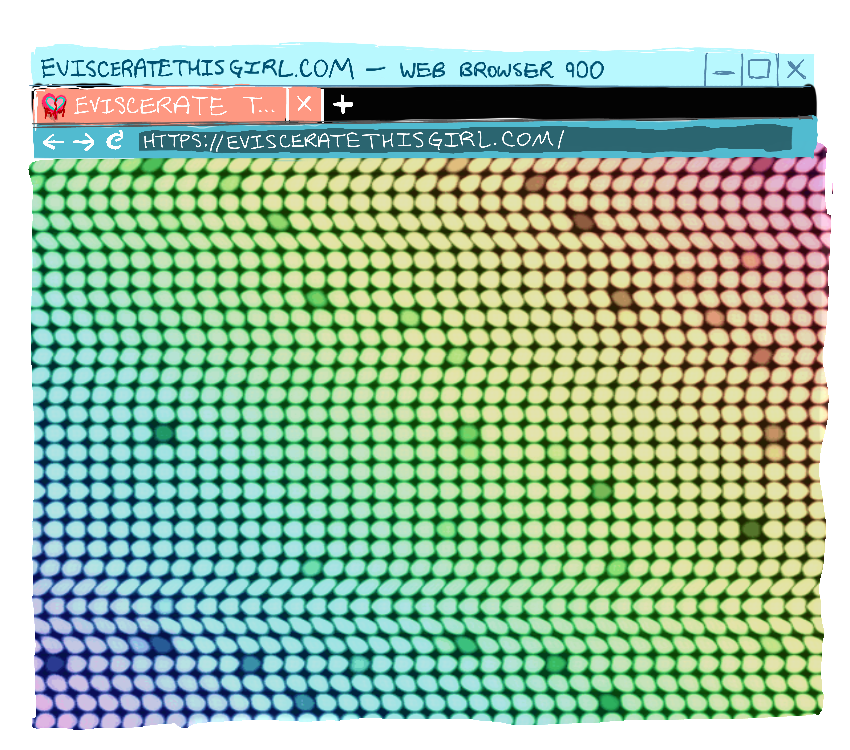 EVISCERATETHISGIRL.COM — WEB BROWSER 900
EVISCERATE T...
HTTPS://EVISCERATETHISGIRL.COM/